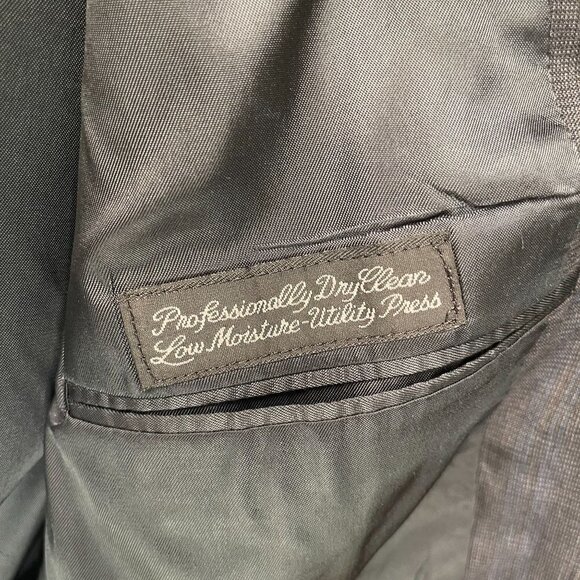 Professionally Dry Clean
Low Moisture-Utility Press